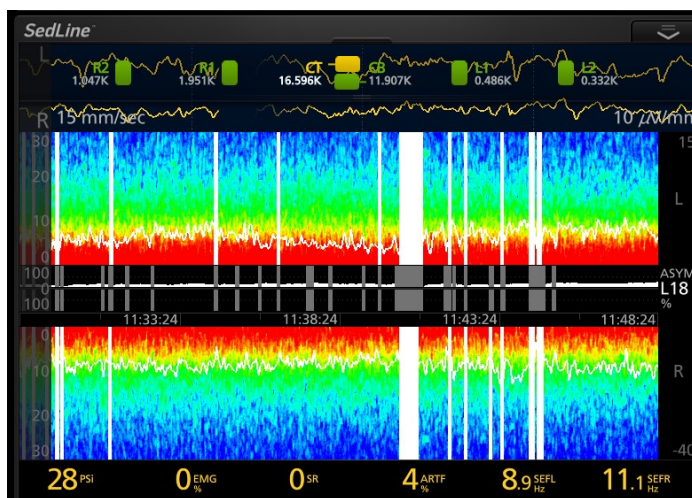 SedLine™
L
R2 R1 CT CB L1 L2
1.047K 1.951K 16.596K 11.907K 0.486K 0.332K
R 15 mm/sec 10 µV/mm
30 15
20
L
10
0
100 ASYM
L18
100 %
11:33:24 11:38:24 11:43:24 11:48:24
0
10 R
20
30 -40
28 PSi 0 EMG % 0 SR 4 ARTF % 8.9 SEFL Hz 11.1 SEFR Hz